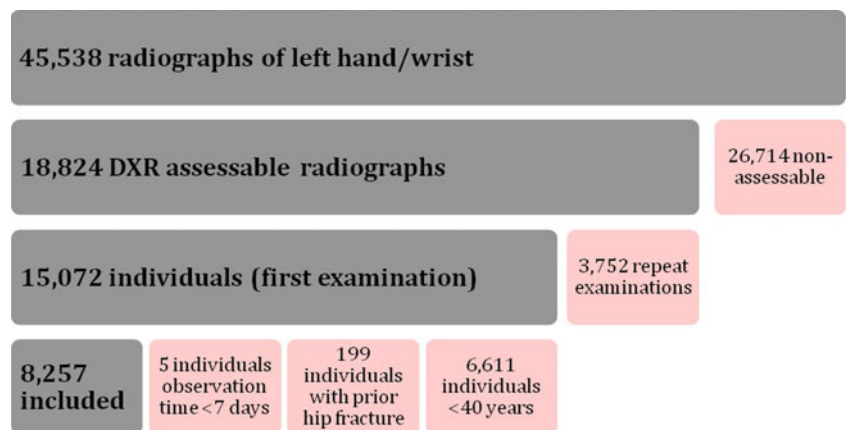 45,538 radiographs of left hand/wrist
18,824 DXR assessable radiographs
26,714 non-
assessable
15,072 individuals (first examination)
3,752 repeat
examinations
8,257
included
5 individuals
observation
time <7 days
199
individuals
with prior
hip fracture
6,611
individuals
<40 years